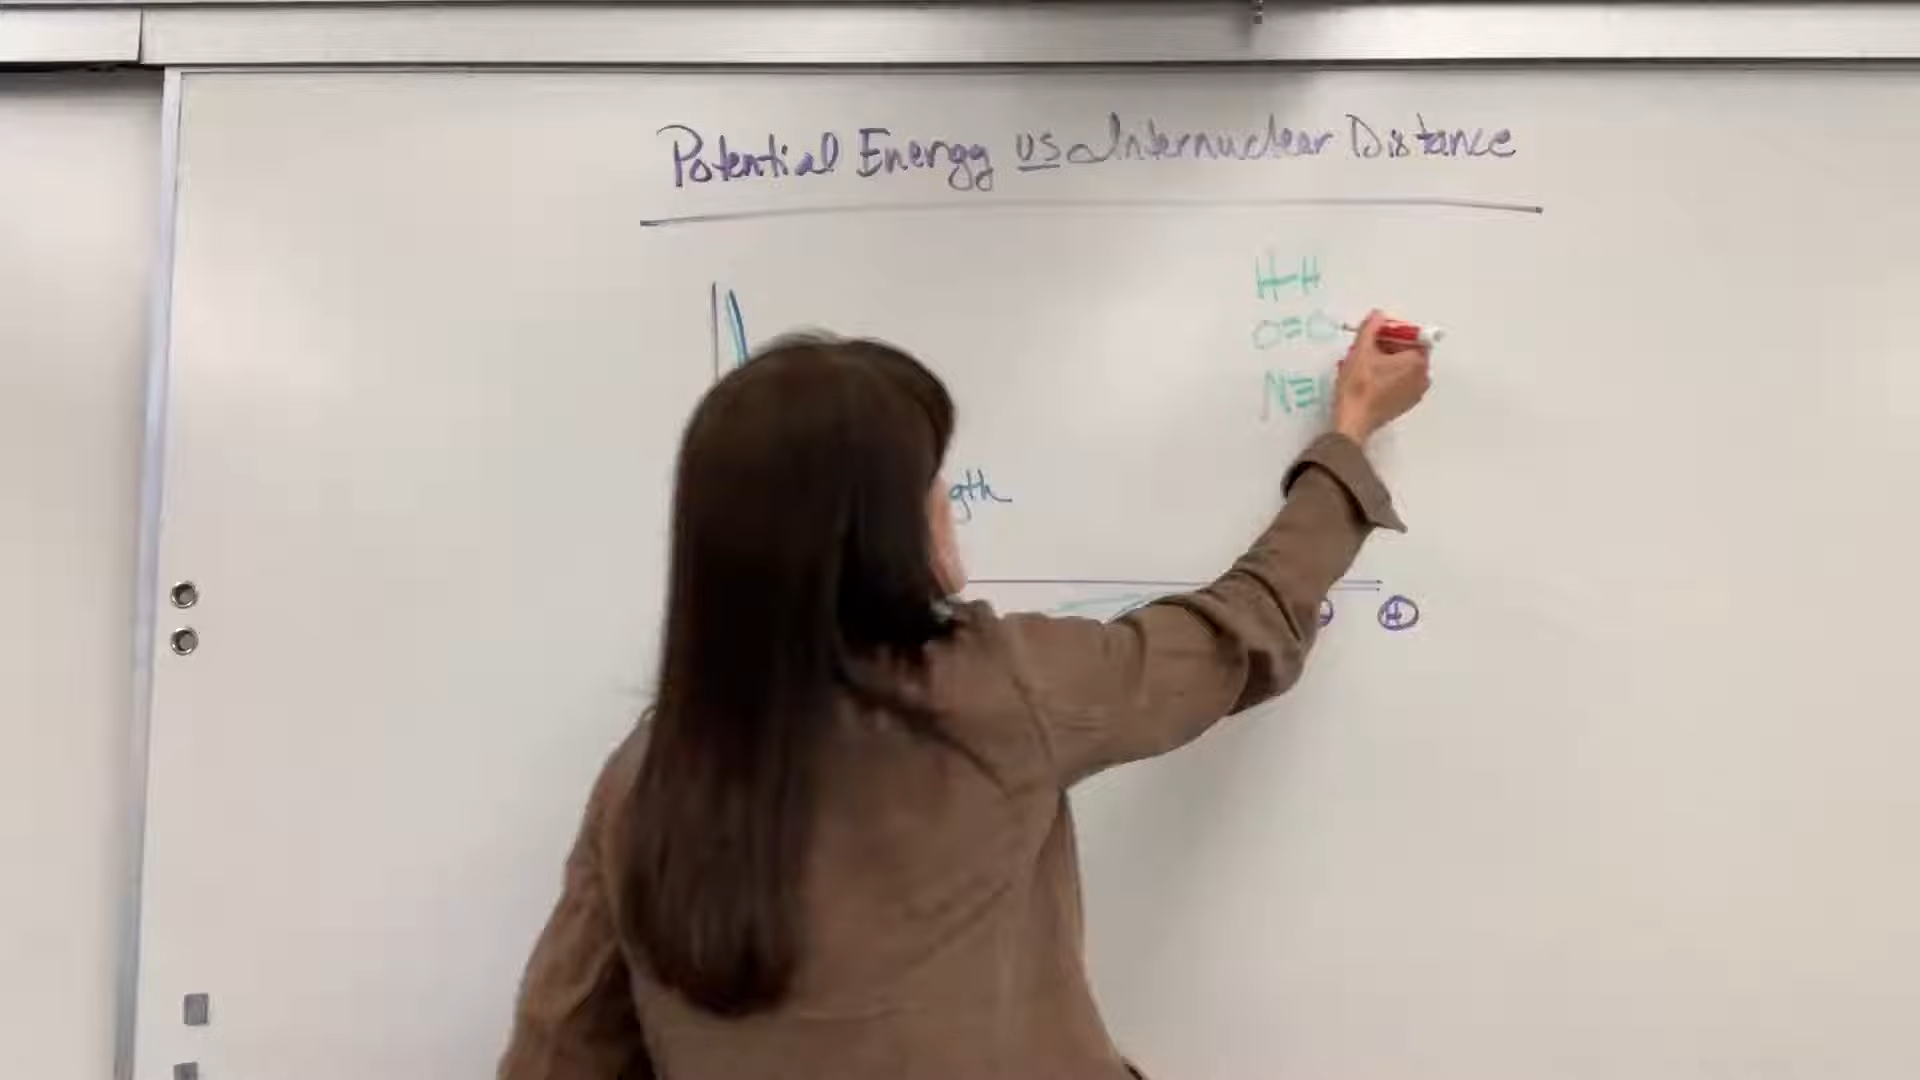 Potential Energy vs Internuclear Distance
H-H
O=O
N≡
gth
H